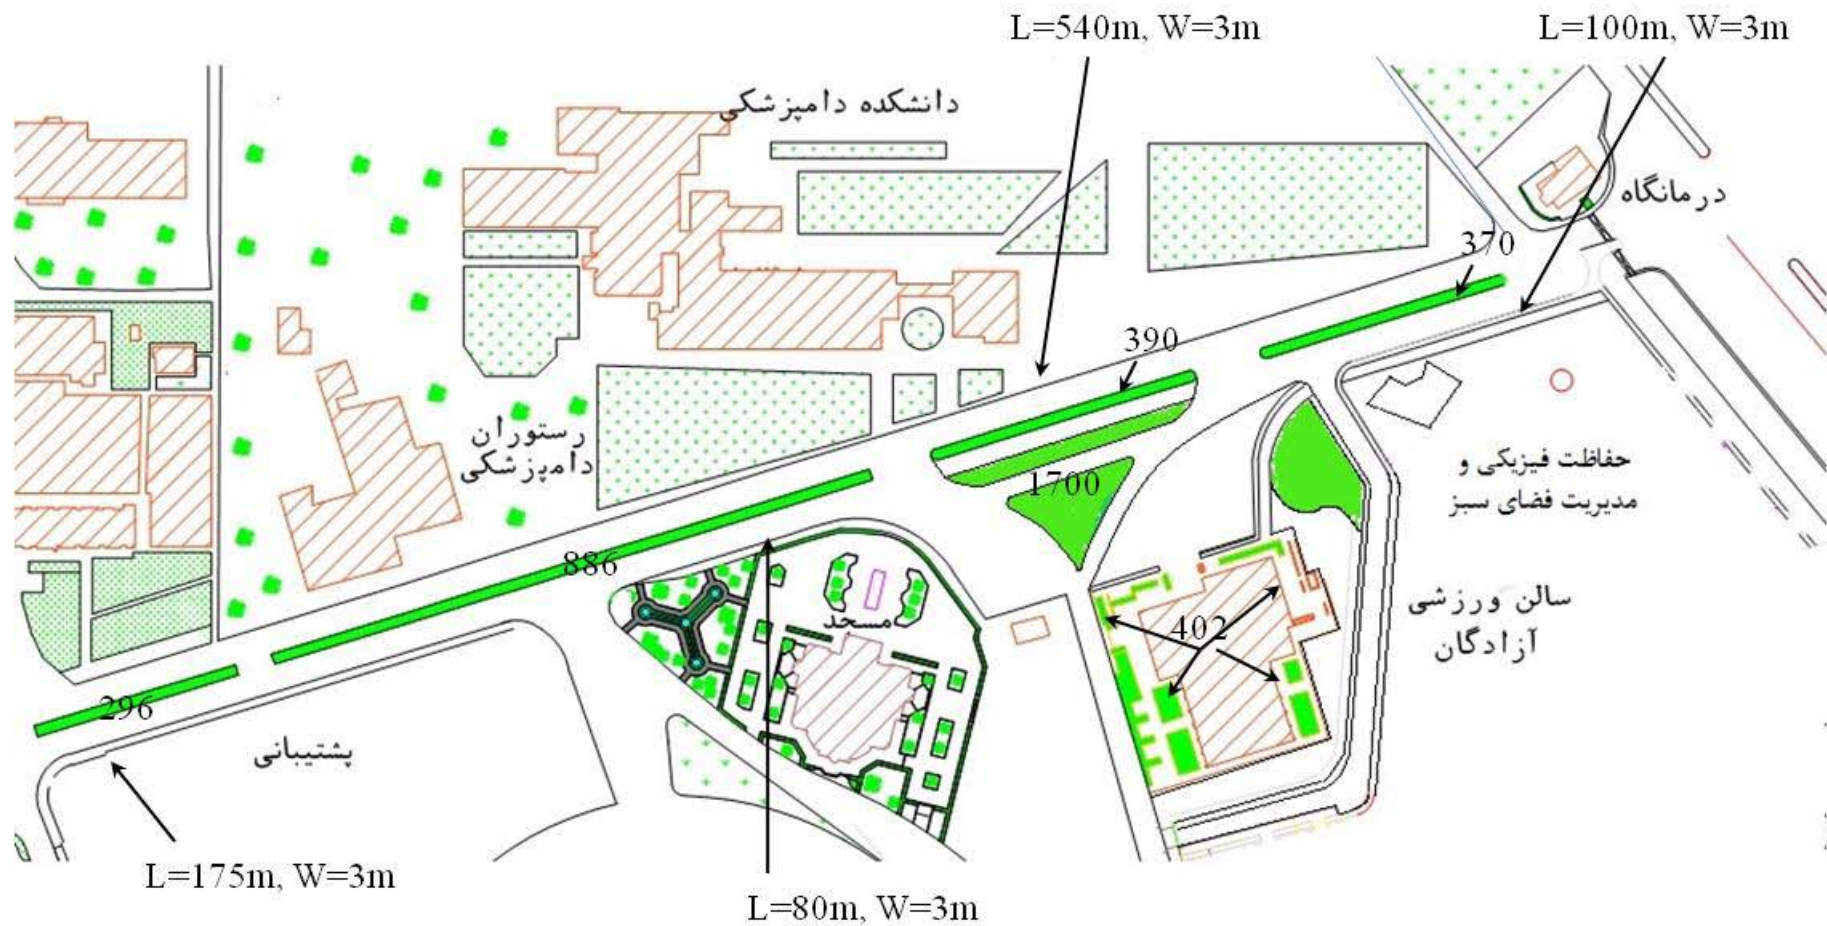 L=540m, W=3m
L=100m, W=3m
دانشکده دامپزشکی
درمانگاه
370
390
رستوران
دامپزشکی
حفاظت فیزیکی و
مدیریت فضای سبز
1700
886
سالن ورزشی
آزادگان
مسجد
402
296
پشتیبانی
L=175m, W=3m
L=80m, W=3m